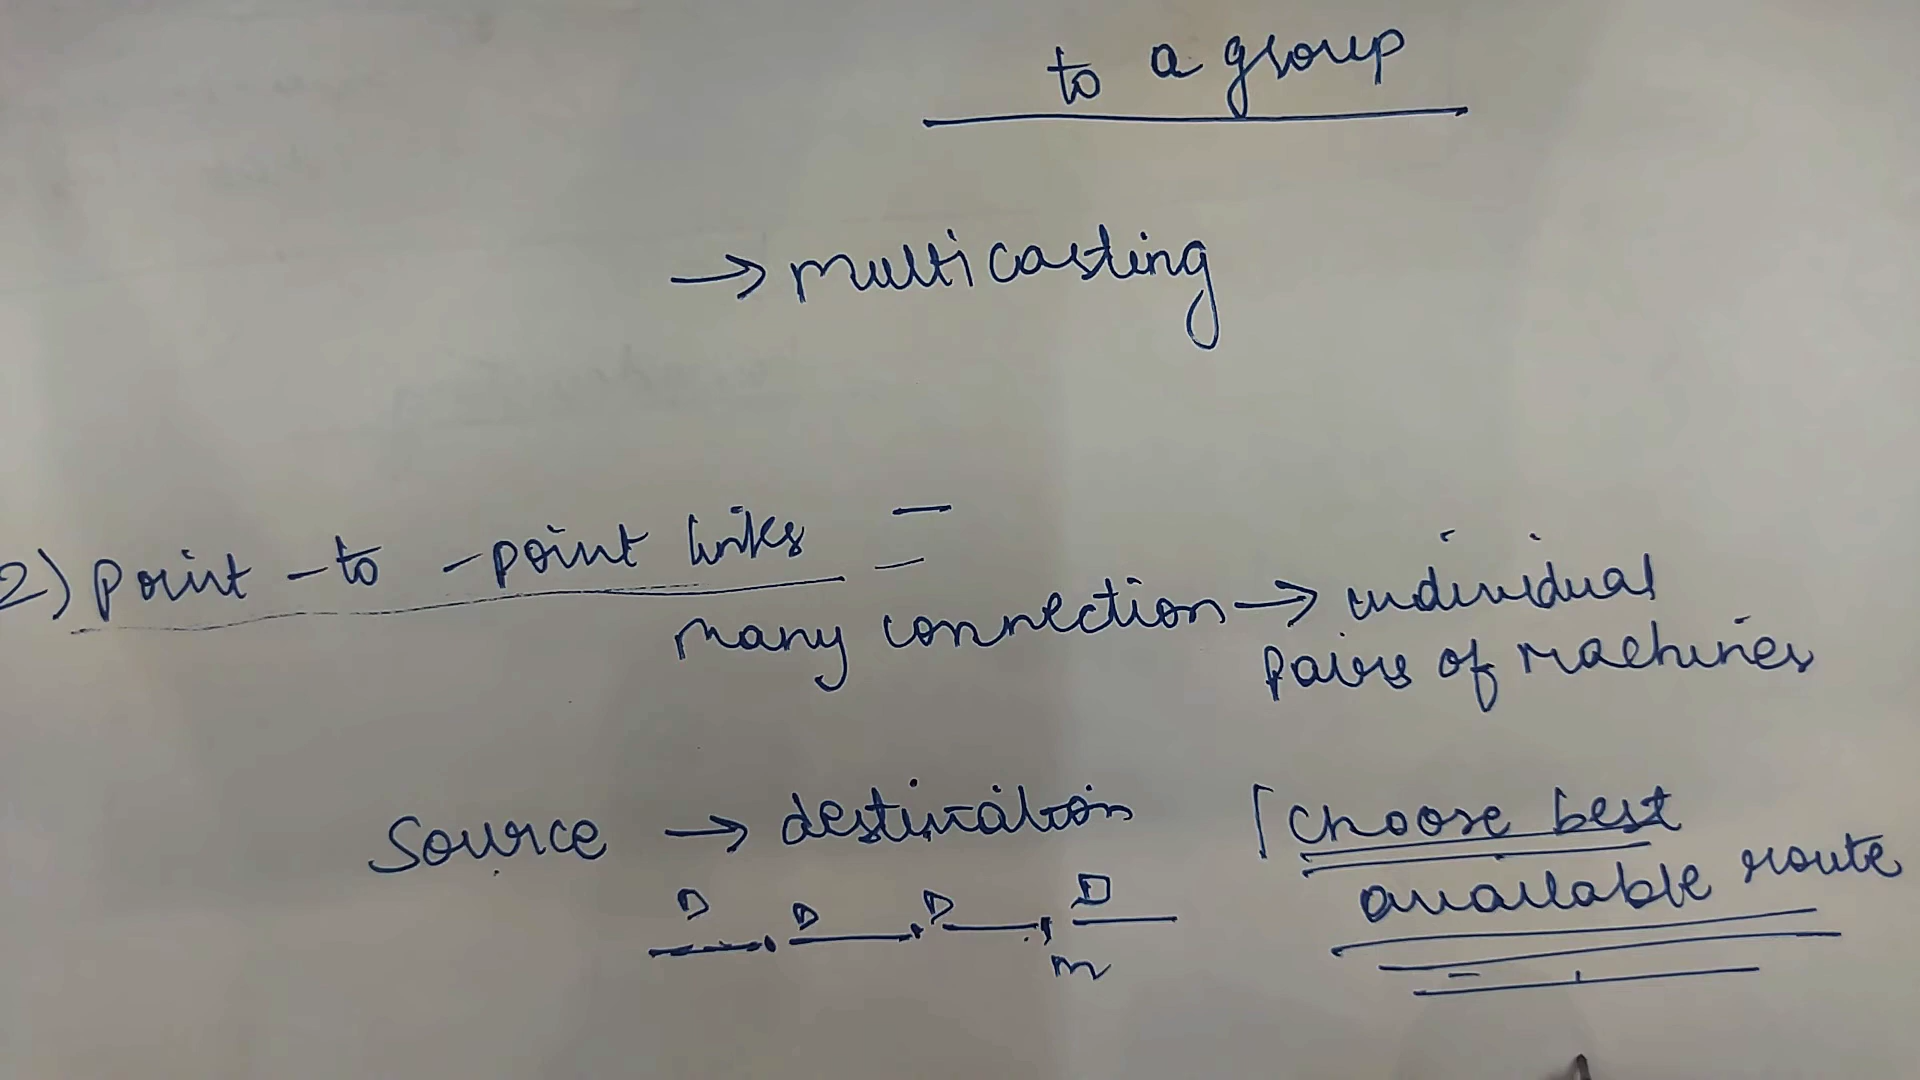 to a group
→ multicasting
2) Point-to-point links
many connection → individual
pairs of machines
Source → destination
[choose best
available route
D D D D
m